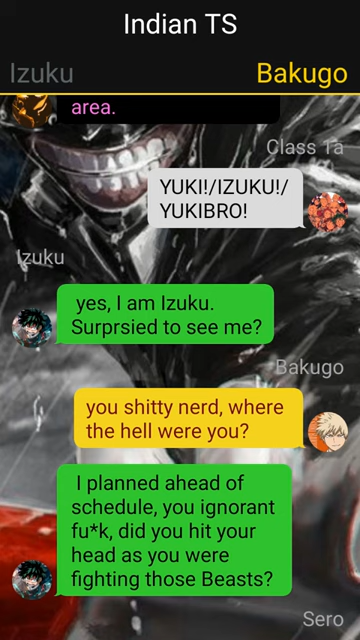 Indian TS
Izuku
Bakugo
area.
Class 1a
YUKI!/IZUKU!/
YUKIBRO!
Izuku
yes, I am Izuku.
Surprsied to see me?
Bakugo
you shitty nerd, where
the hell were you?
I planned ahead of
schedule, you ignorant
fu*k, did you hit your
head as you were
fighting those Beasts?
Sero